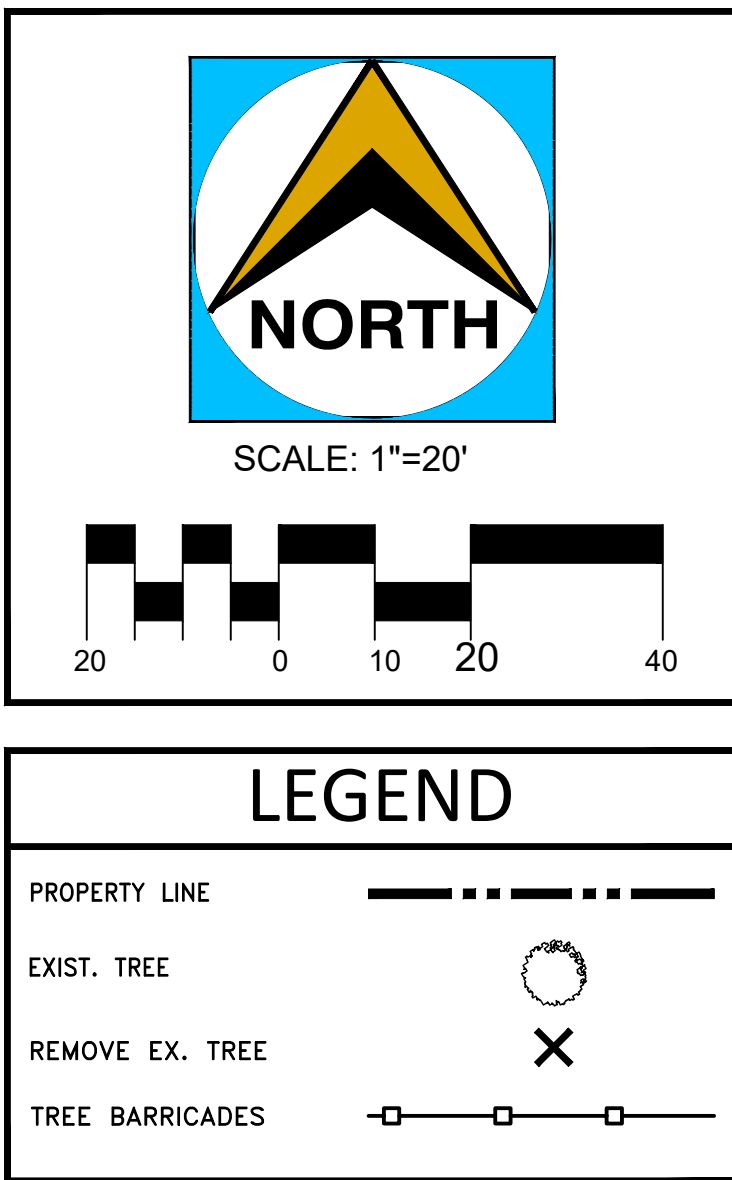 NORTH
SCALE: 1"=20'
20 0 10 20 40
LEGEND
PROPERTY LINE
EXIST. TREE
REMOVE EX. TREE
TREE BARRICADES